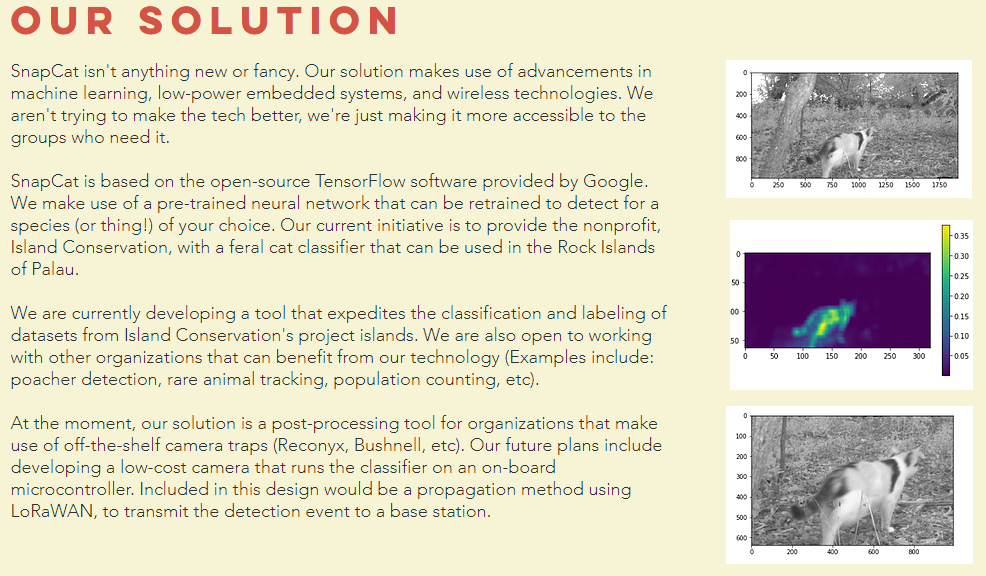 OUR SOLUTION
SnapCat isn't anything new or fancy. Our solution makes use of advancements in
machine learning, low-power embedded systems, and wireless technologies. We
aren't trying to make the tech better, we're just making it more accessible to the
groups who need it.
SnapCat is based on the open-source TensorFlow software provided by Google.
We make use of a pre-trained neural network that can be retrained to detect for a
species (or thing!) of your choice. Our current initiative is to provide the nonprofit,
Island Conservation, with a feral cat classifier that can be used in the Rock Islands
of Palau.
We are currently developing a tool that expedites the classification and labeling of
datasets from Island Conservation's project islands. We are also open to working
with other organizations that can benefit from our technology (Examples include:
poacher detection, rare animal tracking, population counting, etc).
At the moment, our solution is a post-processing tool for organizations that make
use of off-the-shelf camera traps (Reconyx, Bushnell, etc). Our future plans include
developing a low-cost camera that runs the classifier on an on-board
microcontroller. Included in this design would be a propagation method using
LoRaWAN, to transmit the detection event to a base station.
0
200
400
600
800
0 250 500 750 1000 1250 1500 1750
0
50
00
50
0 50 100 150 200 250 300
0.35
0.30
0.25
0.20
0.15
0.10
0.05
0
100
200
300
400
500
600
0 200 400 600 800